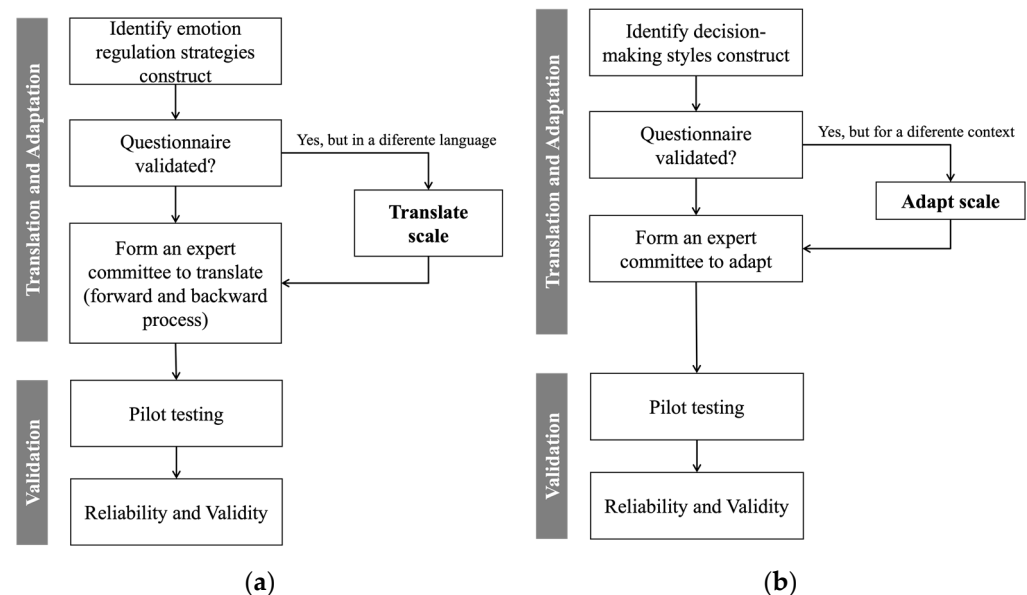 Translation and Adaptation
Identify emotion
regulation strategies
construct
Questionnaire
validated?
Yes, but in a diferente language
Translate
scale
Form an expert
committee to translate
(forward and backward
process)
Validation
Pilot testing
Reliability and Validity
(a)
Translation and Adaptation
Identify decision-
making styles construct
Questionnaire
validated?
Yes, but for a diferente context
Adapt scale
Form an expert
committee to adapt
Validation
Pilot testing
Reliability and Validity
(b)